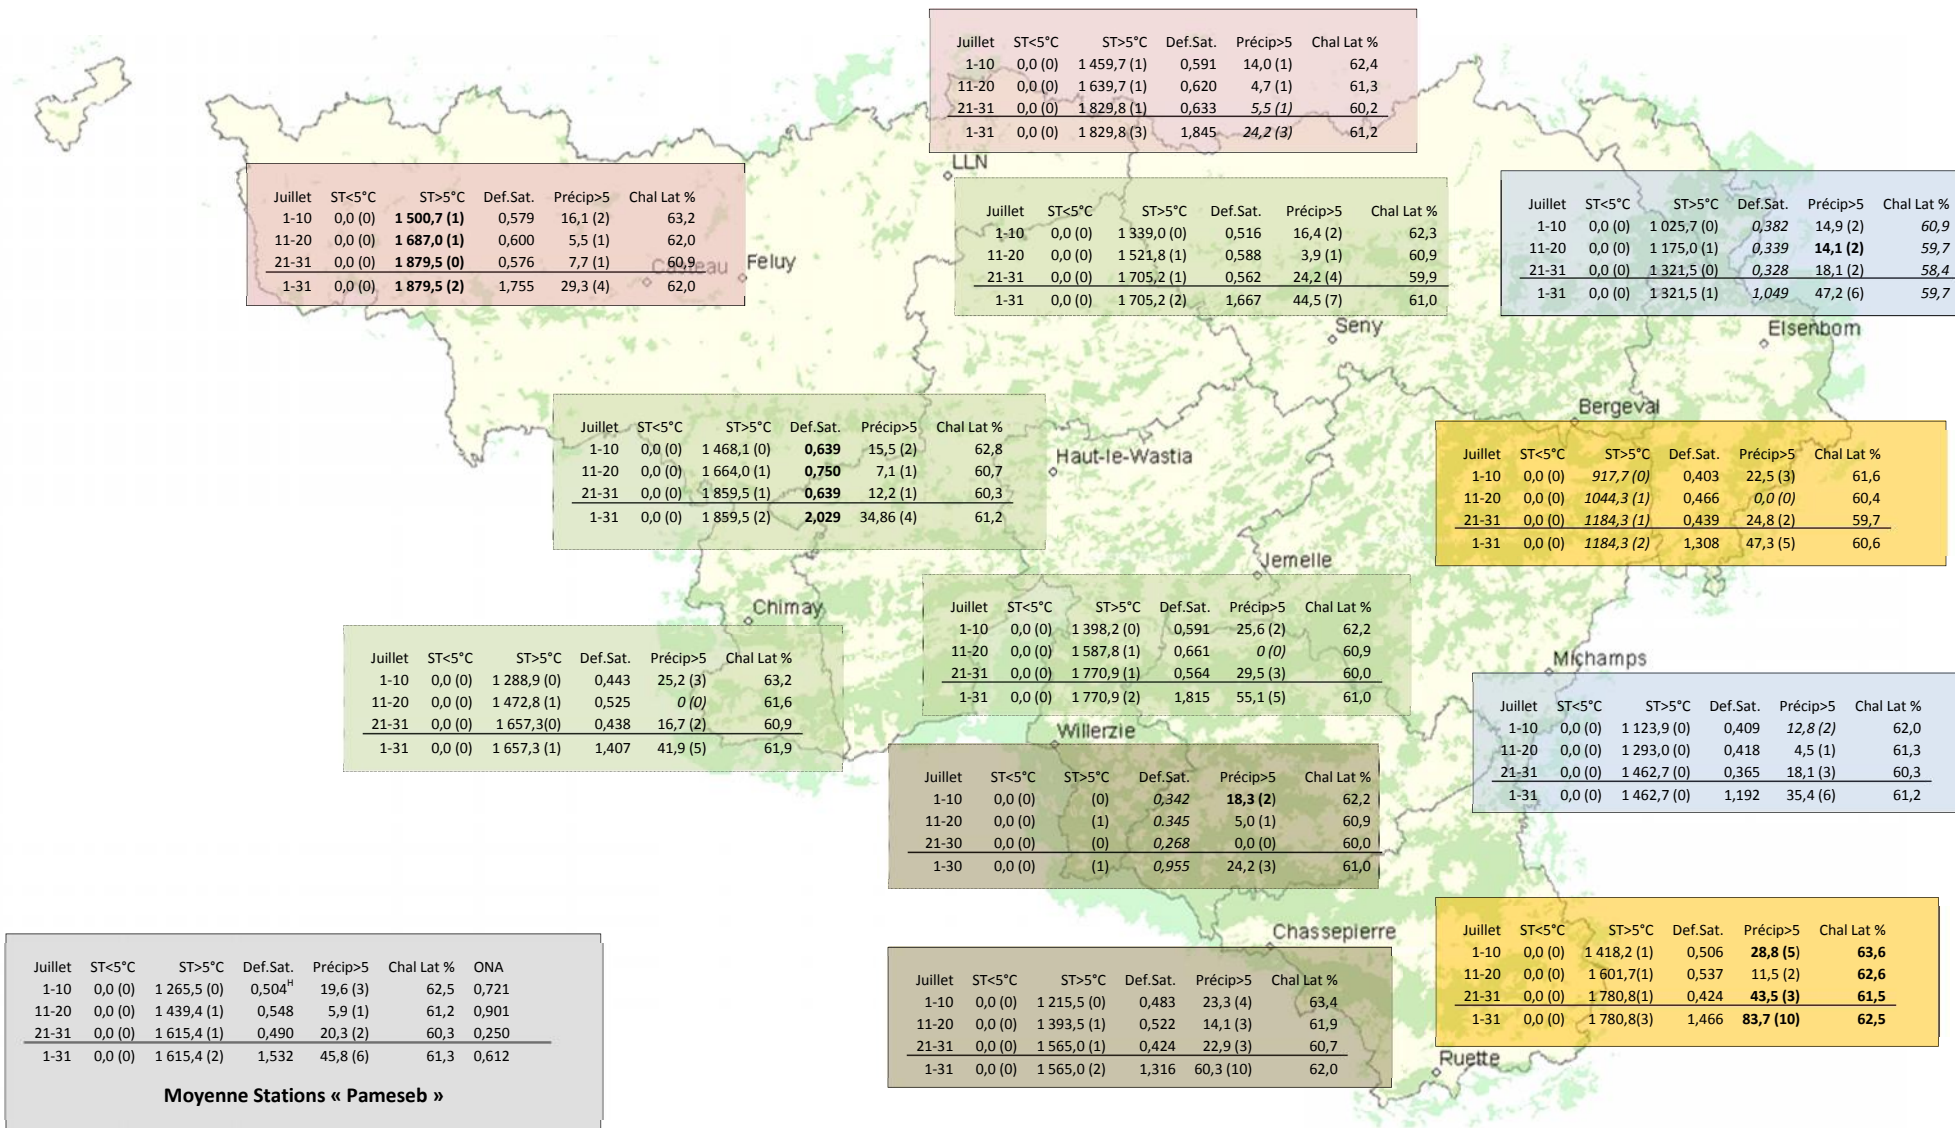 Juillet ST<5°C ST>5°C Def.Sat. Précip>5 Chal Lat %
1-10 0,0 (0) 1 459,7 (1) 0,591 14,0 (1) 62,4
11-20 0,0 (0) 1 639,7 (1) 0,620 4,7 (1) 61,3
21-31 0,0 (0) 1 829,8 (1) 0,633 5,5 (1) 60,2
1-31 0,0 (0) 1 829,8 (3) 1,845 24,2 (3) 61,2
LLN
Juillet ST<5°C ST>5°C Def.Sat. Précip>5 Chal Lat %
1-10 0,0 (0) 1 500,7 (1) 0,579 16,1 (2) 63,2
11-20 0,0 (0) 1 687,0 (1) 0,600 5,5 (1) 62,0
21-31 0,0 (0) 1 879,5 (0) 0,576 7,7 (1) 60,9
1-31 0,0 (0) 1 879,5 (2) 1,755 29,3 (4) 62,0
Casteau Feluy
Juillet ST<5°C ST>5°C Def.Sat. Précip>5 Chal Lat %
1-10 0,0 (0) 1 339,0 (0) 0,516 16,4 (2) 62,3
11-20 0,0 (0) 1 521,8 (1) 0,588 3,9 (1) 60,9
21-31 0,0 (0) 1 705,2 (1) 0,562 24,2 (4) 59,9
1-31 0,0 (0) 1 705,2 (2) 1,667 44,5 (7) 61,0
Seny
Juillet ST<5°C ST>5°C Def.Sat. Précip>5 Chal Lat %
1-10 0,0 (0) 1 025,7 (0) 0,382 14,9 (2) 60,9
11-20 0,0 (0) 1 175,0 (1) 0,339 14,1 (2) 59,7
21-31 0,0 (0) 1 321,5 (0) 0,328 18,1 (2) 58,4
1-31 0,0 (0) 1 321,5 (1) 1,049 47,2 (6) 59,7
Elsenborn
Juillet ST<5°C ST>5°C Def.Sat. Précip>5 Chal Lat %
1-10 0,0 (0) 1 468,1 (0) 0,639 15,5 (2) 62,8
11-20 0,0 (0) 1 664,0 (1) 0,750 7,1 (1) 60,7
21-31 0,0 (0) 1 859,5 (1) 0,639 12,2 (1) 60,3
1-31 0,0 (0) 1 859,5 (2) 2,029 34,86 (4) 61,2
Haut-le-Wastia
Bergeval
Juillet ST<5°C ST>5°C Def.Sat. Précip>5 Chal Lat %
1-10 0,0 (0) 917,7 (0) 0,403 22,5 (3) 61,6
11-20 0,0 (0) 1044,3 (1) 0,466 0,0 (0) 60,4
21-31 0,0 (0) 1184,3 (1) 0,439 24,8 (2) 59,7
1-31 0,0 (0) 1184,3 (2) 1,308 47,3 (5) 60,6
Jemelle
Juillet ST<5°C ST>5°C Def.Sat. Précip>5 Chal Lat %
1-10 0,0 (0) 1 398,2 (0) 0,591 25,6 (2) 62,2
11-20 0,0 (0) 1 587,8 (1) 0,661 0 (0) 60,9
21-31 0,0 (0) 1 770,9 (1) 0,564 29,5 (3) 60,0
1-31 0,0 (0) 1 770,9 (2) 1,815 55,1 (5) 61,0
Chimay
Juillet ST<5°C ST>5°C Def.Sat. Précip>5 Chal Lat %
1-10 0,0 (0) 1 288,9 (0) 0,443 25,2 (3) 63,2
11-20 0,0 (0) 1 472,8 (1) 0,525 0 (0) 61,6
21-31 0,0 (0) 1 657,3(0) 0,438 16,7 (2) 60,9
1-31 0,0 (0) 1 657,3 (1) 1,407 41,9 (5) 61,9
Michamps
Juillet ST<5°C ST>5°C Def.Sat. Précip>5 Chal Lat %
1-10 0,0 (0) 1 123,9 (0) 0,409 12,8 (2) 62,0
11-20 0,0 (0) 1 293,0 (0) 0,418 4,5 (1) 61,3
21-31 0,0 (0) 1 462,7 (0) 0,365 18,1 (3) 60,3
1-31 0,0 (0) 1 462,7 (0) 1,192 35,4 (6) 61,2
Willerzie
Juillet ST<5°C ST>5°C Def.Sat. Précip>5 Chal Lat %
1-10 0,0 (0) (0) 0,342 18,3 (2) 62,2
11-20 0,0 (0) (1) 0.345 5,0 (1) 60,9
21-30 0,0 (0) (0) 0,268 0,0 (0) 60,0
1-30 0,0 (0) (1) 0,955 24,2 (3) 61,0
Chassepierre
Juillet ST<5°C ST>5°C Def.Sat. Précip>5 Chal Lat %
1-10 0,0 (0) 1 215,5 (0) 0,483 23,3 (4) 63,4
11-20 0,0 (0) 1 393,5 (1) 0,522 14,1 (3) 61,9
21-31 0,0 (0) 1 565,0 (1) 0,424 22,9 (3) 60,7
1-31 0,0 (0) 1 565,0 (2) 1,316 60,3 (10) 62,0
Juillet ST<5°C ST>5°C Def.Sat. Précip>5 Chal Lat %
1-10 0,0 (0) 1 418,2 (1) 0,506 28,8 (5) 63,6
11-20 0,0 (0) 1 601,7(1) 0,537 11,5 (2) 62,6
21-31 0,0 (0) 1 780,8(1) 0,424 43,5 (3) 61,5
1-31 0,0 (0) 1 780,8(3) 1,466 83,7 (10) 62,5
Ruette
Juillet ST<5°C ST>5°C Def.Sat. Précip>5 Chal Lat % ONA
1-10 0,0 (0) 1 265,5 (0) 0,504ᴴ 19,6 (3) 62,5 0,721
11-20 0,0 (0) 1 439,4 (1) 0,548 5,9 (1) 61,2 0,901
21-31 0,0 (0) 1 615,4 (1) 0,490 20,3 (2) 60,3 0,250
1-31 0,0 (0) 1 615,4 (2) 1,532 45,8 (6) 61,3 0,612
Moyenne Stations « Pameseb »